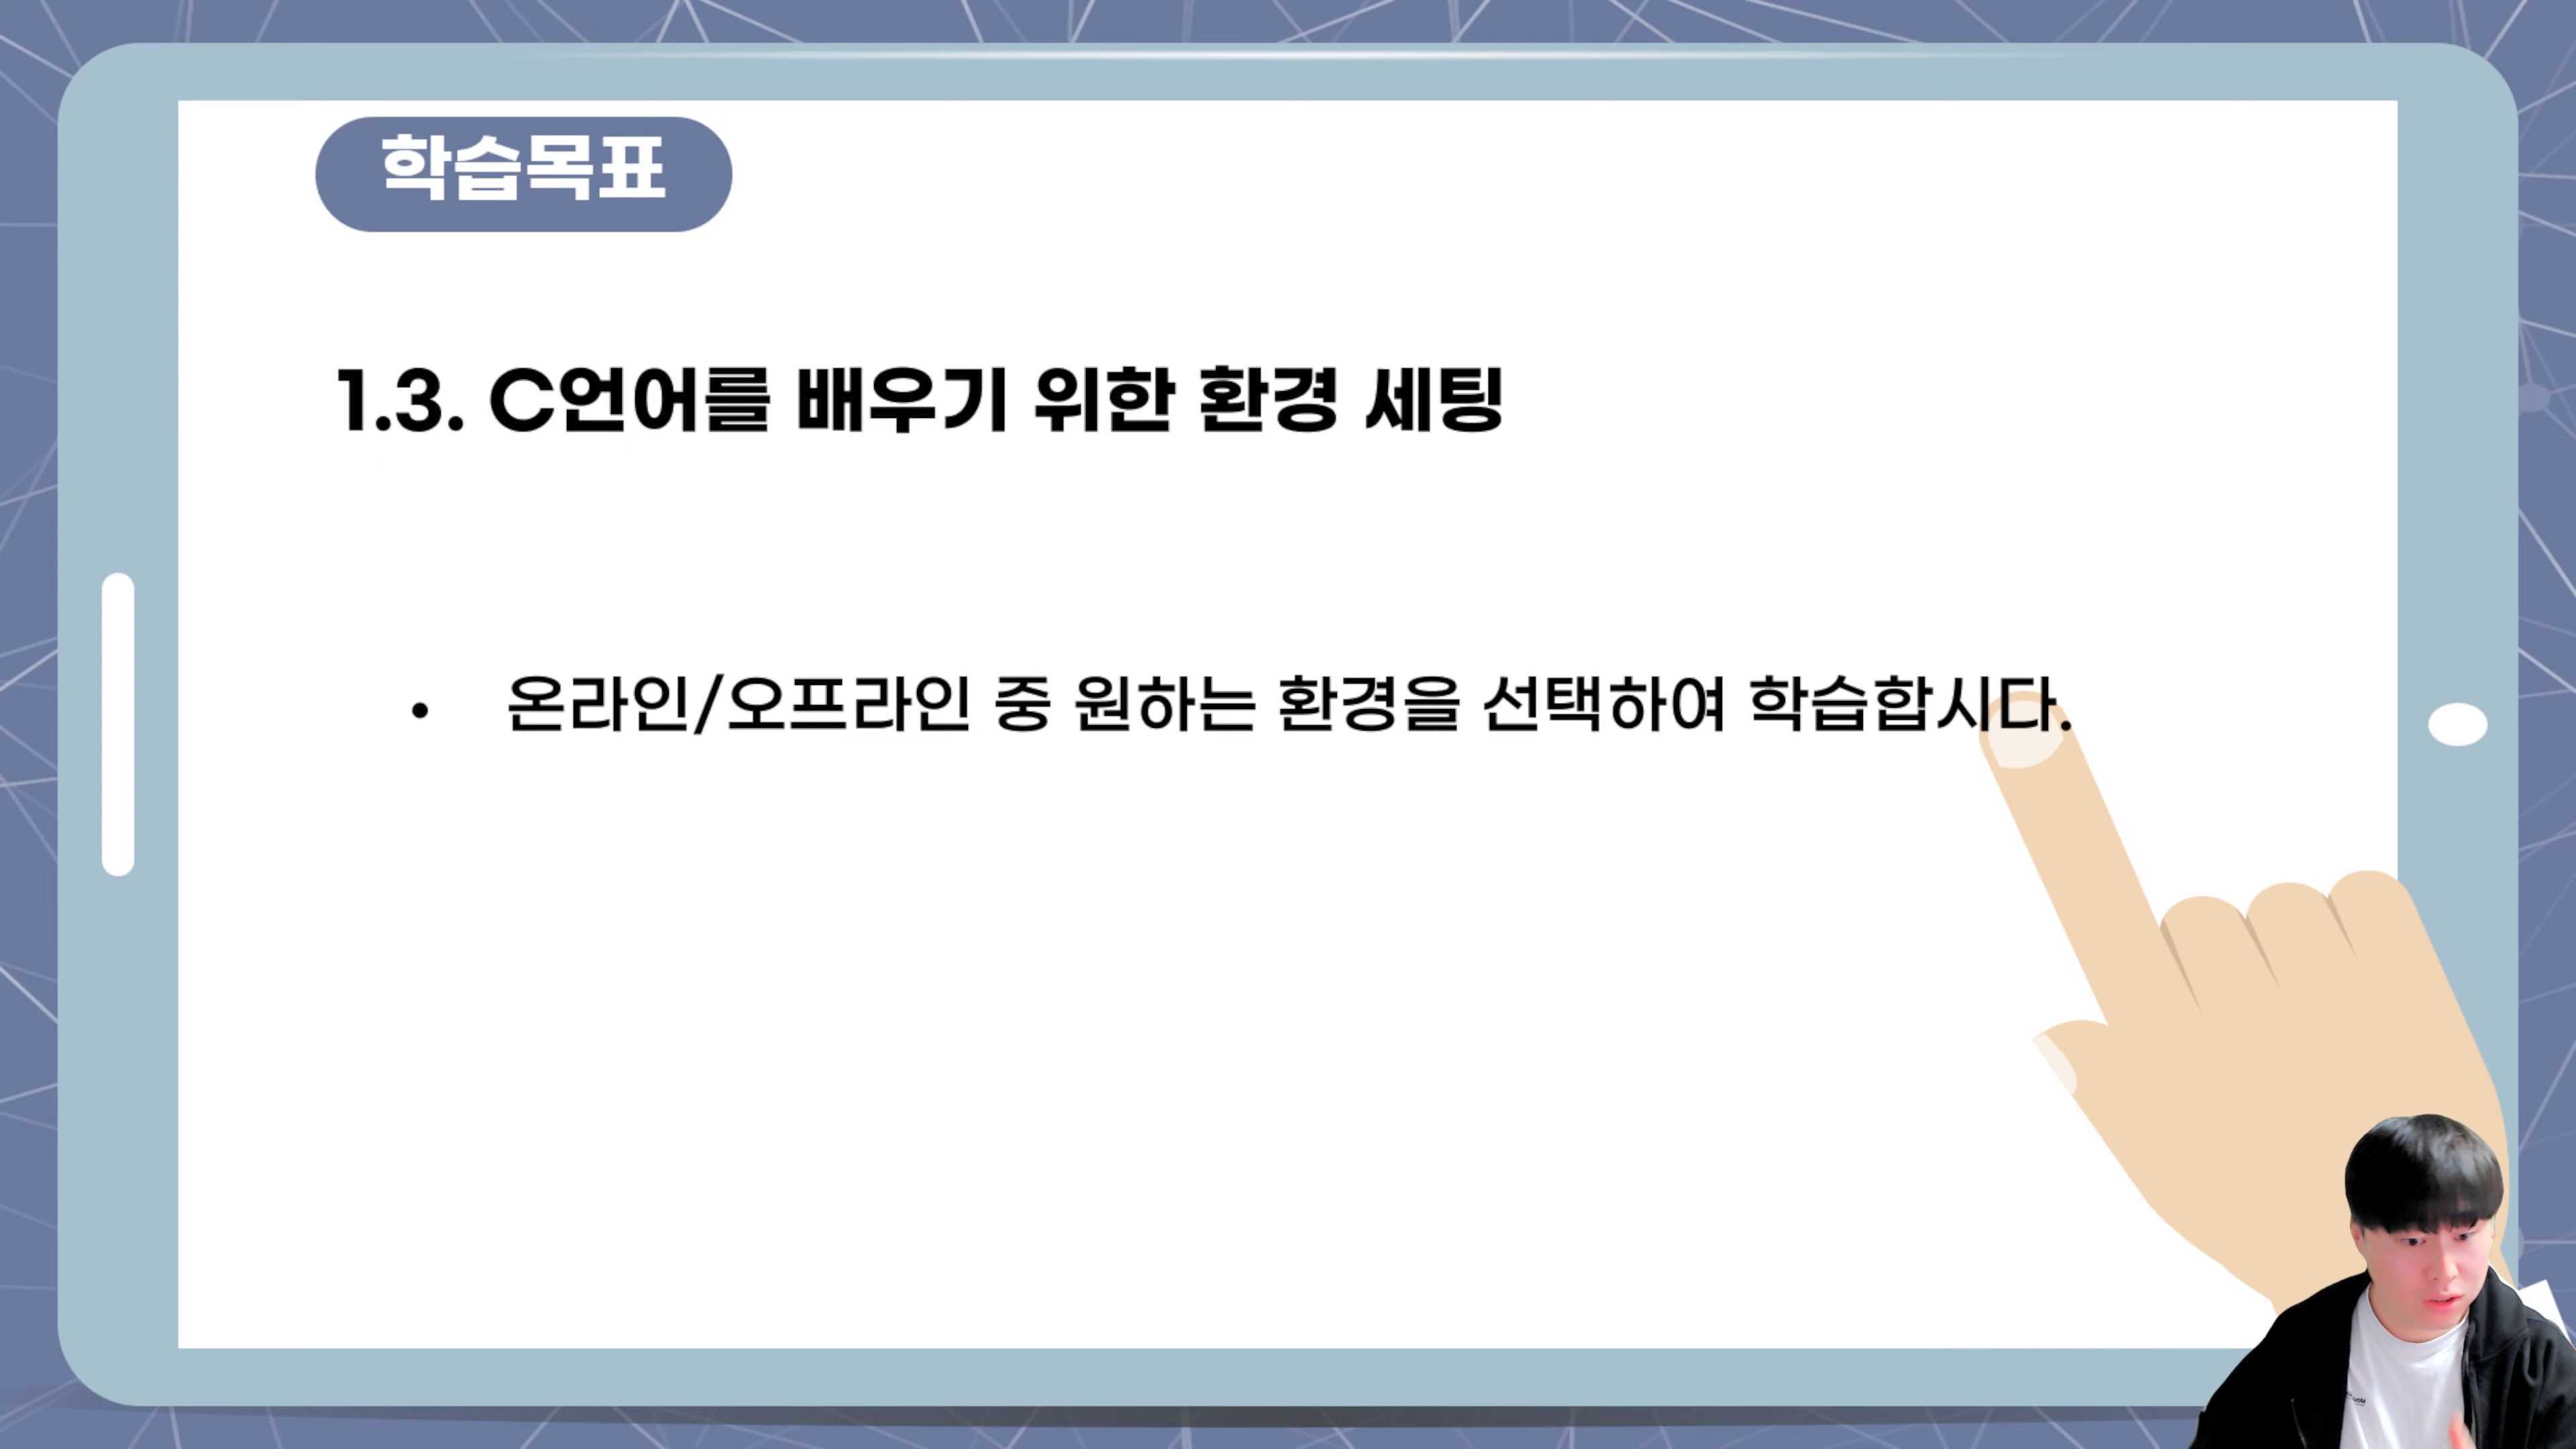 학습목표
1.3. C언어를 배우기 위한 환경 세팅
• 온라인/오프라인 중 원하는 환경을 선택하여 학습합시다.